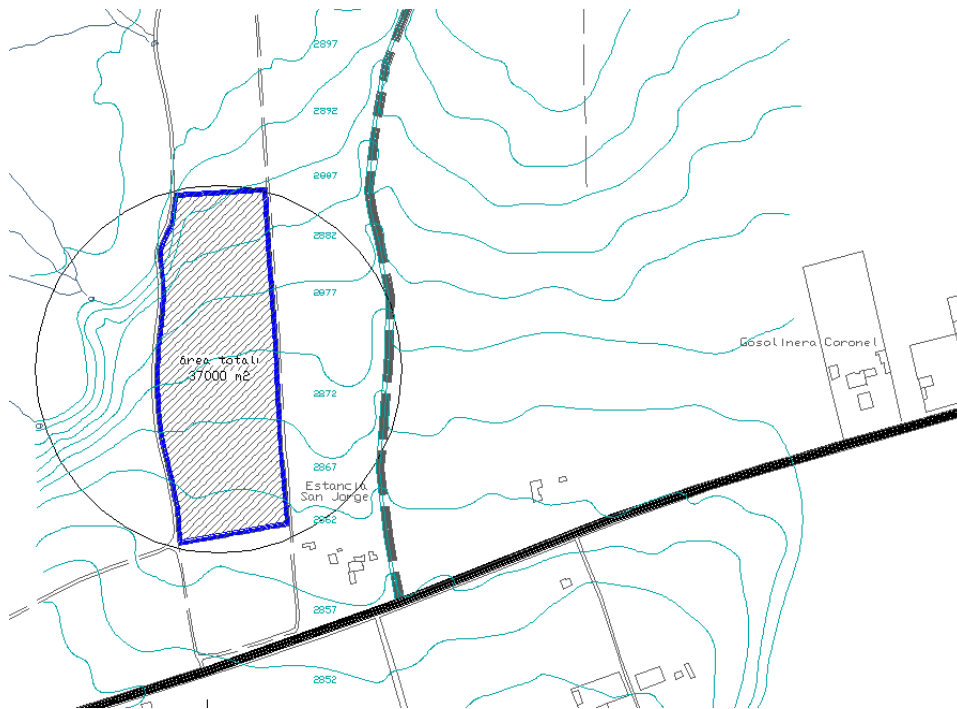 2897
2892
2887
2882
2877
Gasolinera Coronel
área total:
37000 m2
2872
2867
Estancia
San Jorge
2862
2857
2852